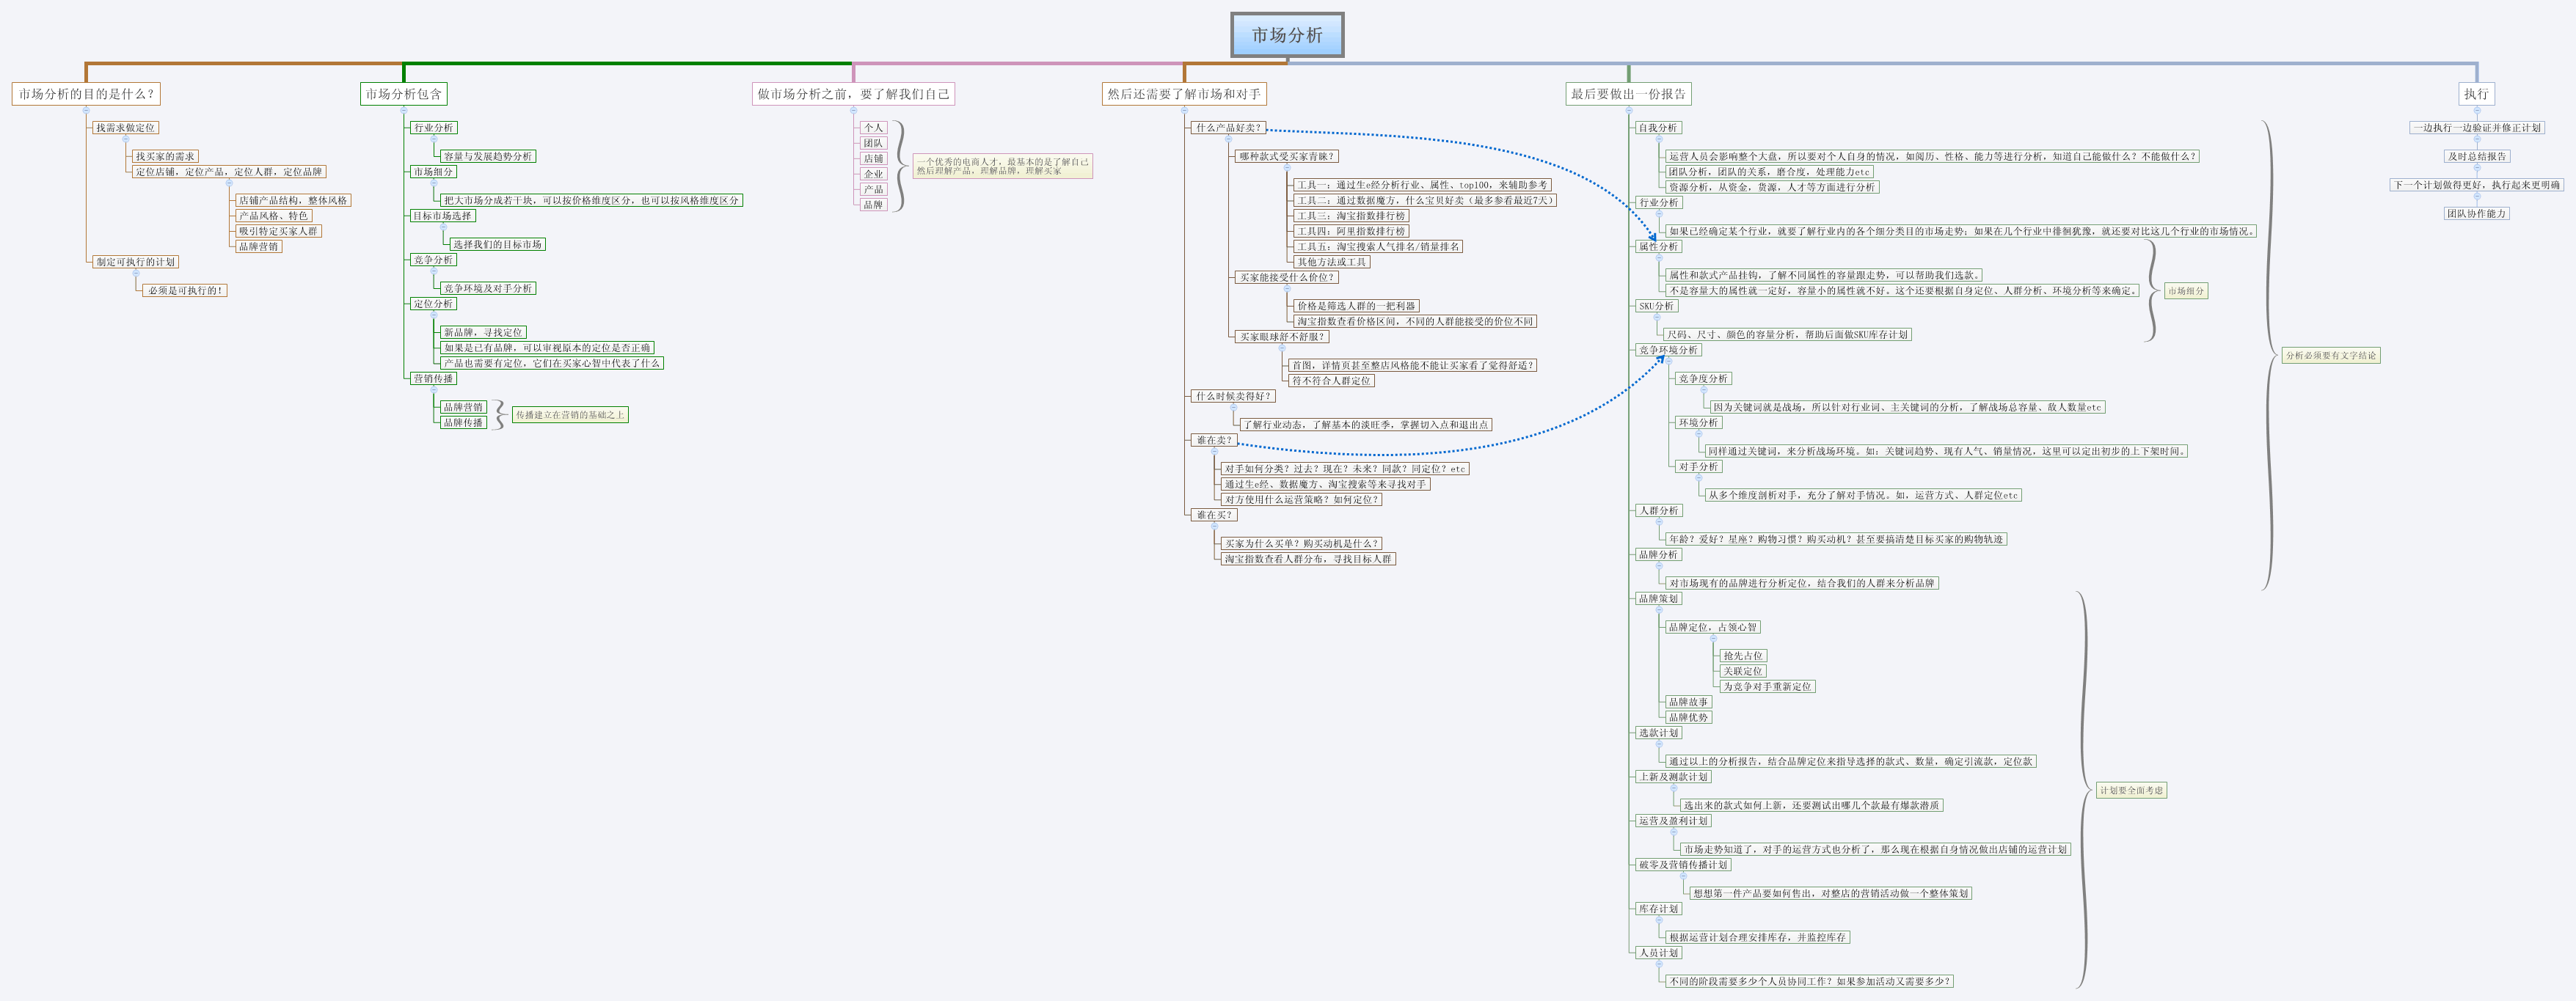 市场分析
市场分析的目的是什么？
找需求做定位
找买家的需求
定位店铺，定位产品，定位人群，定位品牌
店铺产品结构，整体风格
产品风格、特色
吸引特定买家人群
品牌营销
制定可执行的计划
必须是可执行的！
市场分析包含
行业分析
容量与发展趋势分析
市场细分
把大市场分成若干块，可以按价格维度区分，也可以按风格维度区分
目标市场选择
选择我们的目标市场
竞争分析
竞争环境及对手分析
定位分析
新品牌，寻找定位
如果是已有品牌，可以审视原本的定位是否正确
产品也需要有定位，它们在买家心智中代表了什么
营销传播
品牌营销
品牌传播
传播建立在营销的基础之上
做市场分析之前，要了解我们自己
个人
团队
店铺
企业
产品
品牌
一个优秀的电商人才，最基本的是了解自己
然后理解产品，理解品牌，理解买家
然后还需要了解市场和对手
什么产品好卖？
哪种款式受买家青睐？
工具一：通过生e经分析行业、属性、top100，来辅助参考
工具二：通过数据魔方，什么宝贝好卖（最多参看最近7天）
工具三：淘宝指数排行榜
工具四：阿里指数排行榜
工具五：淘宝搜索人气排名/销量排名
其他方法或工具
买家能接受什么价位？
价格是筛选人群的一把利器
淘宝指数查看价格区间，不同的人群能接受的价位不同
买家眼球舒不舒服？
首图，详情页甚至整店风格能不能让买家看了觉得舒适？
符不符合人群定位
什么时候卖得好？
了解行业动态，了解基本的淡旺季，掌握切入点和退出点
谁在卖？
对手如何分类？过去？现在？未来？同款？同定位？etc
通过生e经、数据魔方、淘宝搜索等来寻找对手
对方使用什么运营策略？如何定位？
谁在买？
买家为什么买单？购买动机是什么？
淘宝指数查看人群分布，寻找目标人群
最后要做出一份报告
自我分析
运营人员会影响整个大盘，所以要对个人自身的情况，如阅历、性格、能力等进行分析，知道自己能做什么？不能做什么？
团队分析，团队的关系，磨合度，处理能力etc
资源分析，从资金，货源，人才等方面进行分析
行业分析
如果已经确定某个行业，就要了解行业内的各个细分类目的市场走势；如果在几个行业中徘徊犹豫，就还要对比这几个行业的市场情况。
属性分析
属性和款式产品挂钩，了解不同属性的容量跟走势，可以帮助我们选款。
不是容量大的属性就一定好，容量小的属性就不好。这个还要根据自身定位、人群分析、环境分析等来确定。
SKU分析
尺码、尺寸、颜色的容量分析，帮助后面做SKU库存计划
市场细分
竞争环境分析
竞争度分析
因为关键词就是战场，所以针对行业词、主关键词的分析，了解战场总容量、敌人数量etc
环境分析
同样通过关键词，来分析战场环境。如：关键词趋势、现有人气、销量情况，这里可以定出初步的上下架时间。
对手分析
从多个维度剖析对手，充分了解对手情况。如，运营方式、人群定位etc
人群分析
年龄？爱好？星座？购物习惯？购买动机？甚至要搞清楚目标买家的购物轨迹
品牌分析
对市场现有的品牌进行分析定位，结合我们的人群来分析品牌
分析必须要有文字结论
品牌策划
品牌定位，占领心智
抢先占位
关联定位
为竞争对手重新定位
品牌故事
品牌优势
选款计划
通过以上的分析报告，结合品牌定位来指导选择的款式、数量，确定引流款，定位款
上新及测款计划
选出来的款式如何上新，还要测试出哪几个款最有爆款潜质
运营及盈利计划
市场走势知道了，对手的运营方式也分析了，那么现在根据自身情况做出店铺的运营计划
破零及营销传播计划
想想第一件产品要如何售出，对整店的营销活动做一个整体策划
库存计划
根据运营计划合理安排库存，并监控库存
人员计划
不同的阶段需要多少个人员协同工作？如果参加活动又需要多少？
计划要全面考虑
执行
一边执行一边验证并修正计划
及时总结报告
下一个计划做得更好，执行起来更明确
团队协作能力